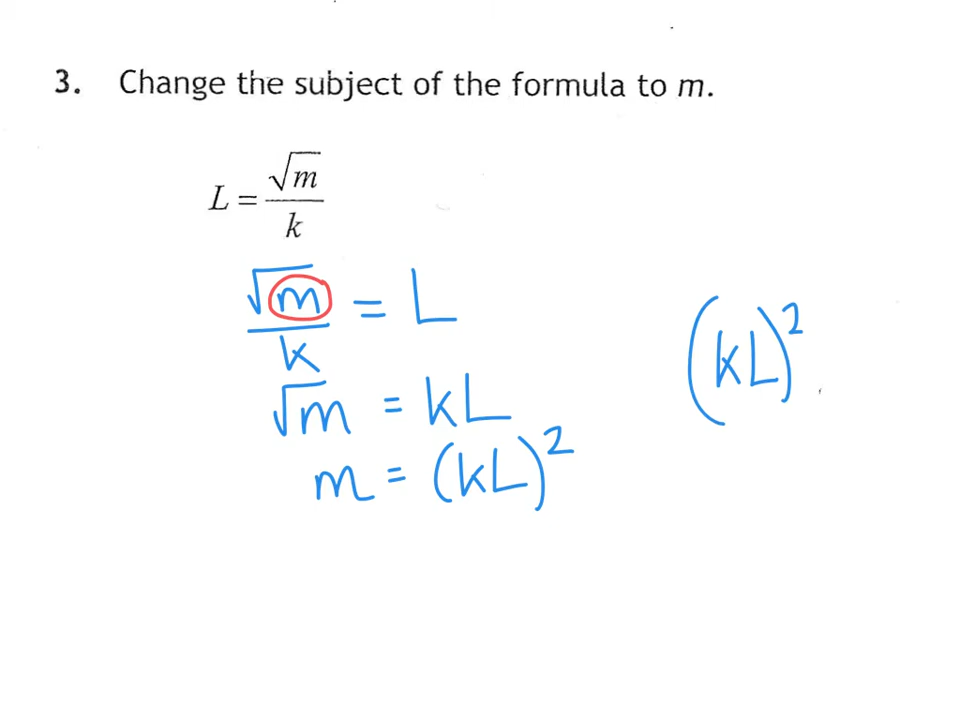 3. Change the subject of the formula to m.
L = √m / k
√m / k = L
√m = kL
m = (kL)²
(kL)²